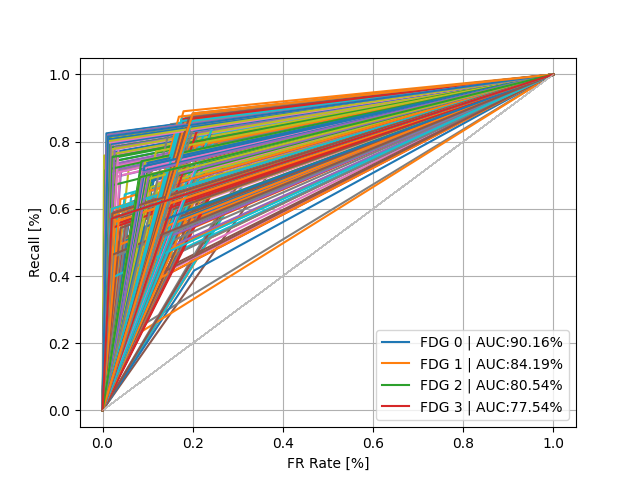 1.0
0.8
0.6
0.4
0.2
0.0
Recall [%]
FDG 0 | AUC:90.16%
FDG 1 | AUC:84.19%
FDG 2 | AUC:80.54%
FDG 3 | AUC:77.54%
0.0 0.2 0.4 0.6 0.8 1.0
FR Rate [%]